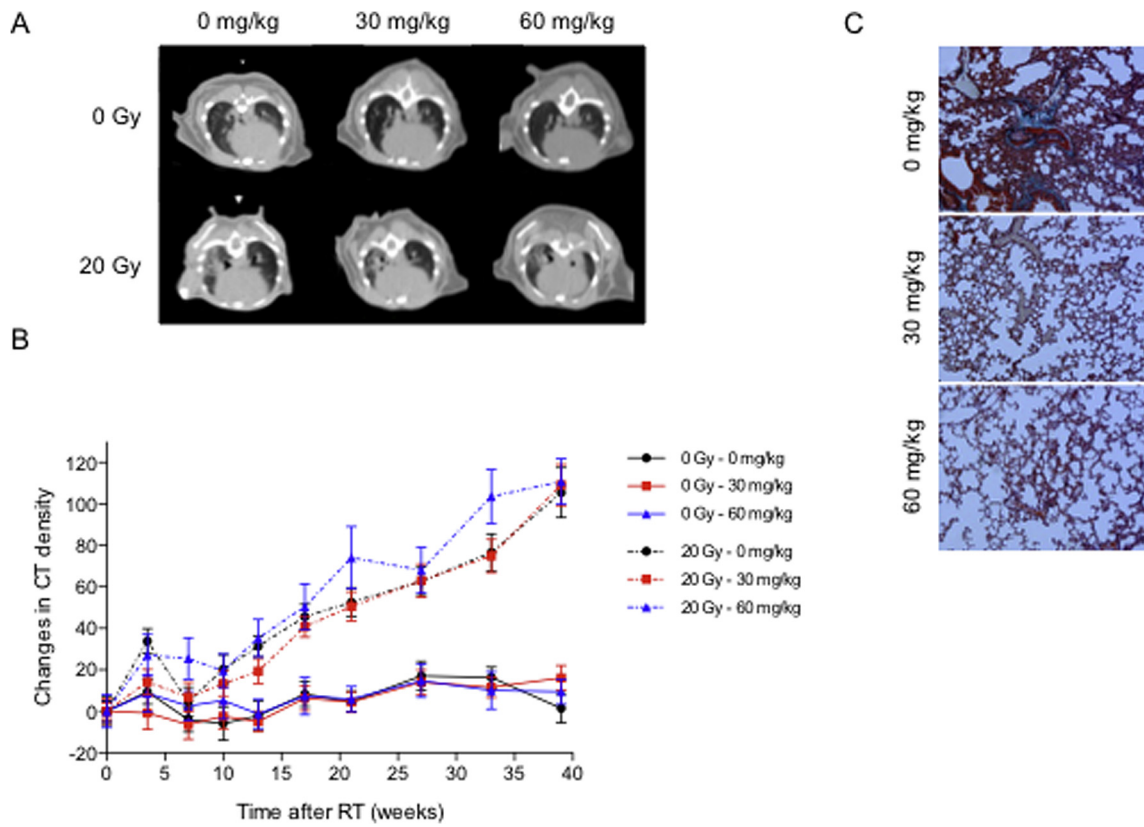 A
0 mg/kg 30 mg/kg 60 mg/kg
0 Gy
20 Gy
B
Changes in CT density
120
100
80
60
40
20
0
-20
0 5 10 15 20 25 30 35 40
Time after RT (weeks)
0 Gy - 0 mg/kg
0 Gy - 30 mg/kg
0 Gy - 60 mg/kg
20 Gy - 0 mg/kg
20 Gy - 30 mg/kg
20 Gy - 60 mg/kg
C
0 mg/kg
30 mg/kg
60 mg/kg